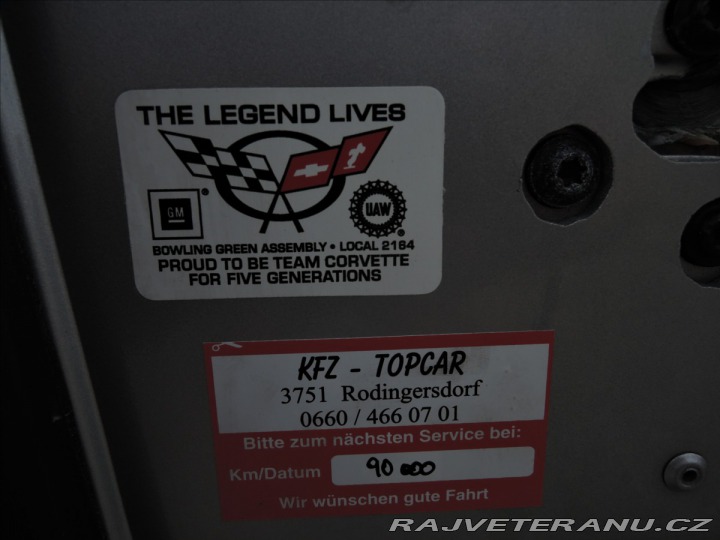 THE LEGEND LIVES
GM
UAW
BOWLING GREEN ASSEMBLY • LOCAL 2164
PROUD TO BE TEAM CORVETTE
FOR FIVE GENERATIONS
KFZ - TOPCAR
3751 Rodingersdorf
0660 / 466 07 01
Bitte zum nächsten Service bei:
Km/Datum 90 000
Wir wünschen gute Fahrt
RAJVETERANU.CZ